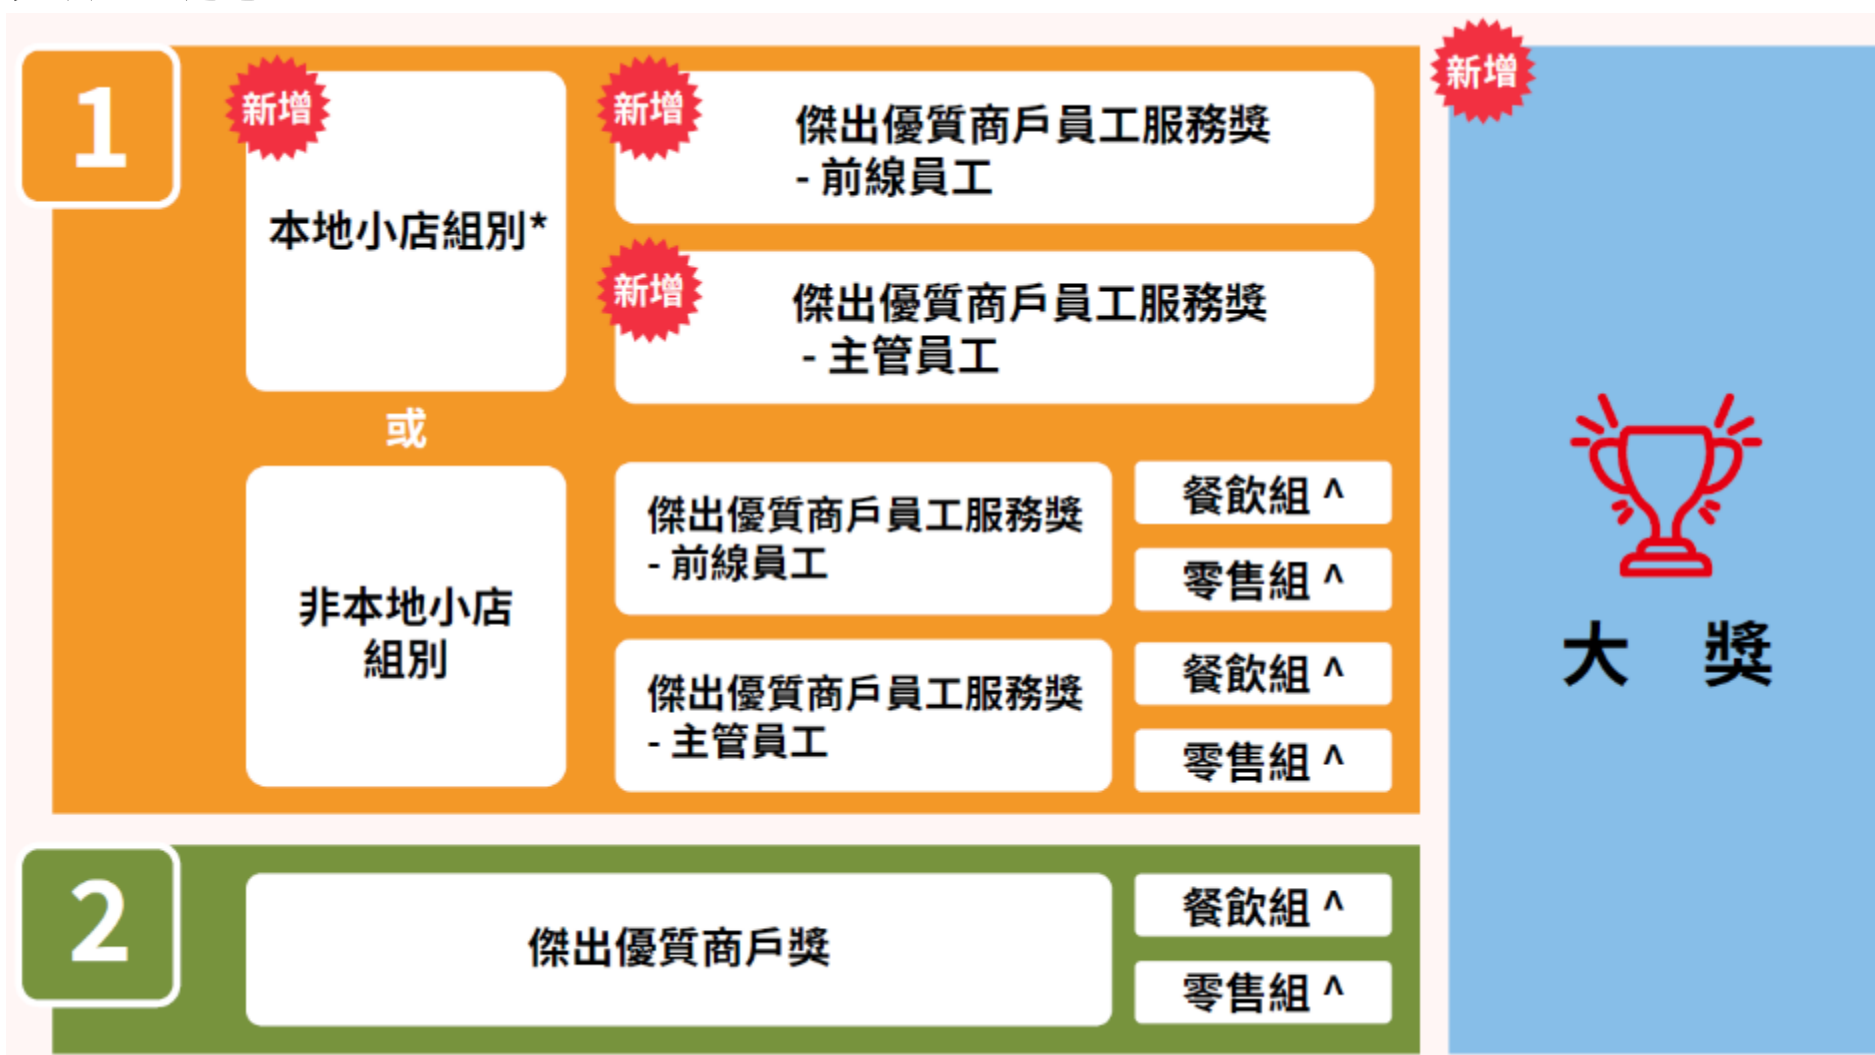 1
新增
本地小店組別*
新增
傑出優質商戶員工服務獎
- 前線員工
新增
傑出優質商戶員工服務獎
- 主管員工
或
非本地小店
組別
傑出優質商戶員工服務獎
- 前線員工
餐飲組 ^
零售組 ^
傑出優質商戶員工服務獎
- 主管員工
餐飲組 ^
零售組 ^
2
傑出優質商戶獎
餐飲組 ^
零售組 ^
新增
大 獎